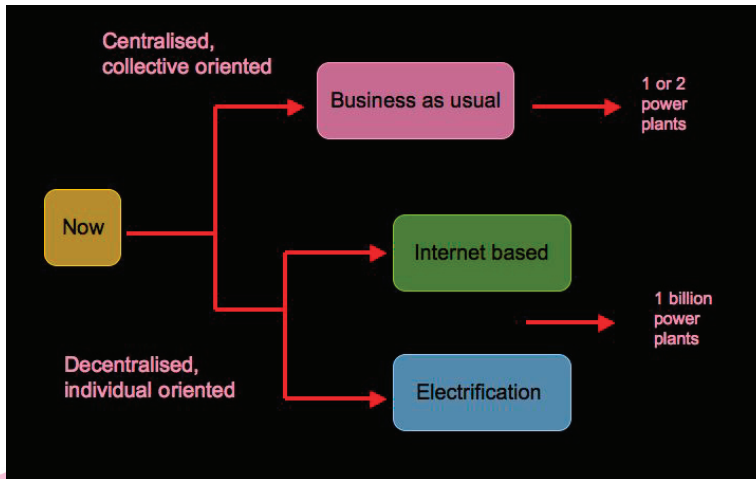 Centralised,
collective oriented
Business as usual
1 or 2
power
plants
Now
Internet based
1 billion
power
plants
Decentralised,
individual oriented
Electrification